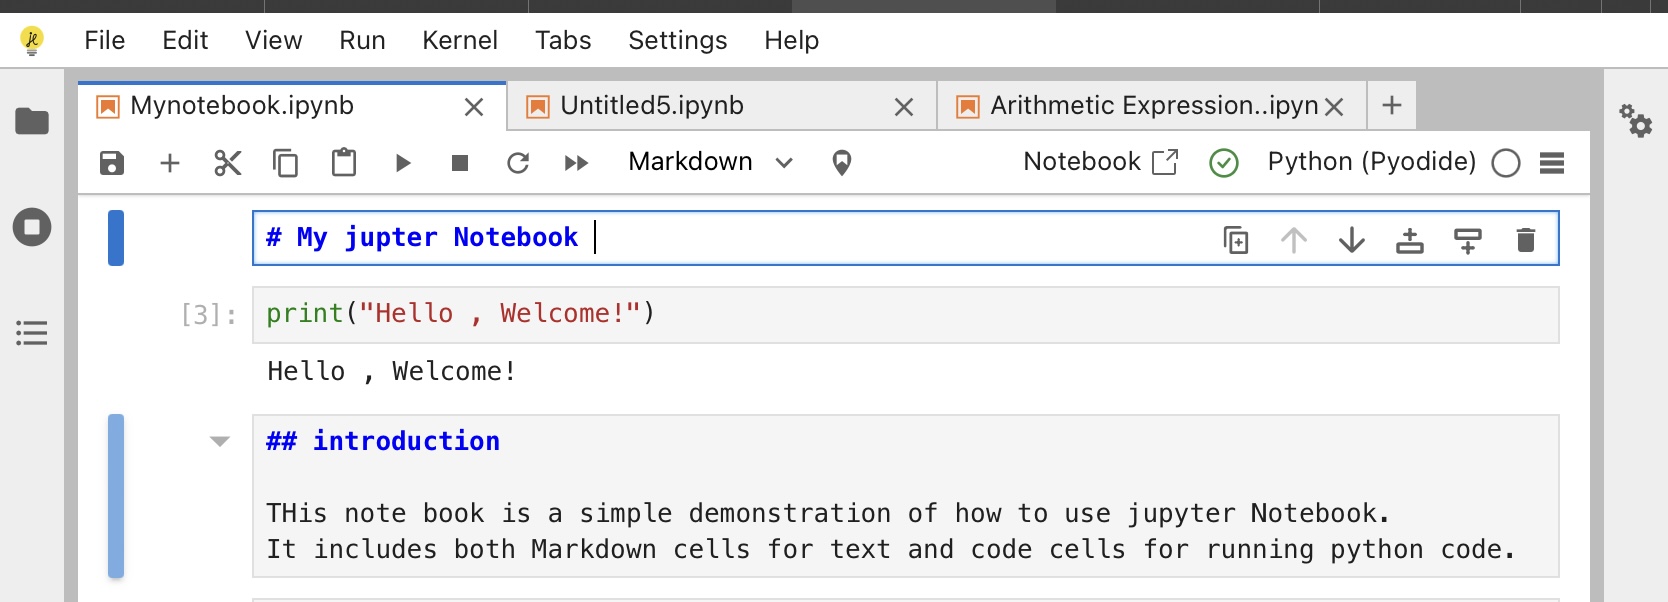 File Edit View Run Kernel Tabs Settings Help
Mynotebook.ipynb Untitled5.ipynb Arithmetic Expression..ipyn
Markdown Notebook Python (Pyodide)
# My jupter Notebook
[3]: print("Hello , Welcome!")
Hello , Welcome!
## introduction
THis note book is a simple demonstration of how to use jupyter Notebook.
It includes both Markdown cells for text and code cells for running python code.